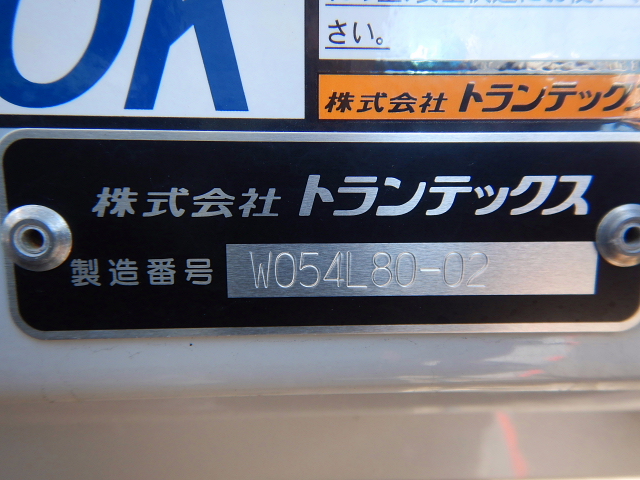 OK
さい。
株式会社 トランテックス
株式会社 トランテックス
製造番号 W054L80-02